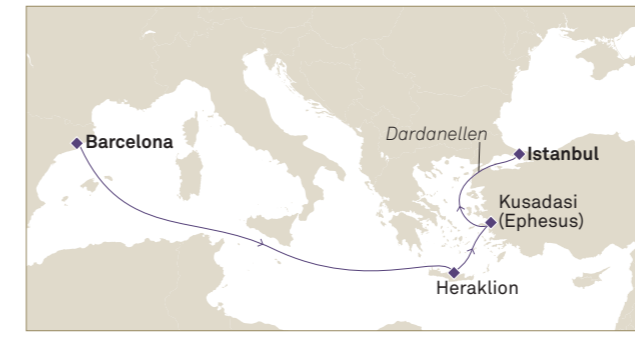 Barcelona
Dardanellen
Istanbul
Kusadasi
(Ephesus)
Heraklion